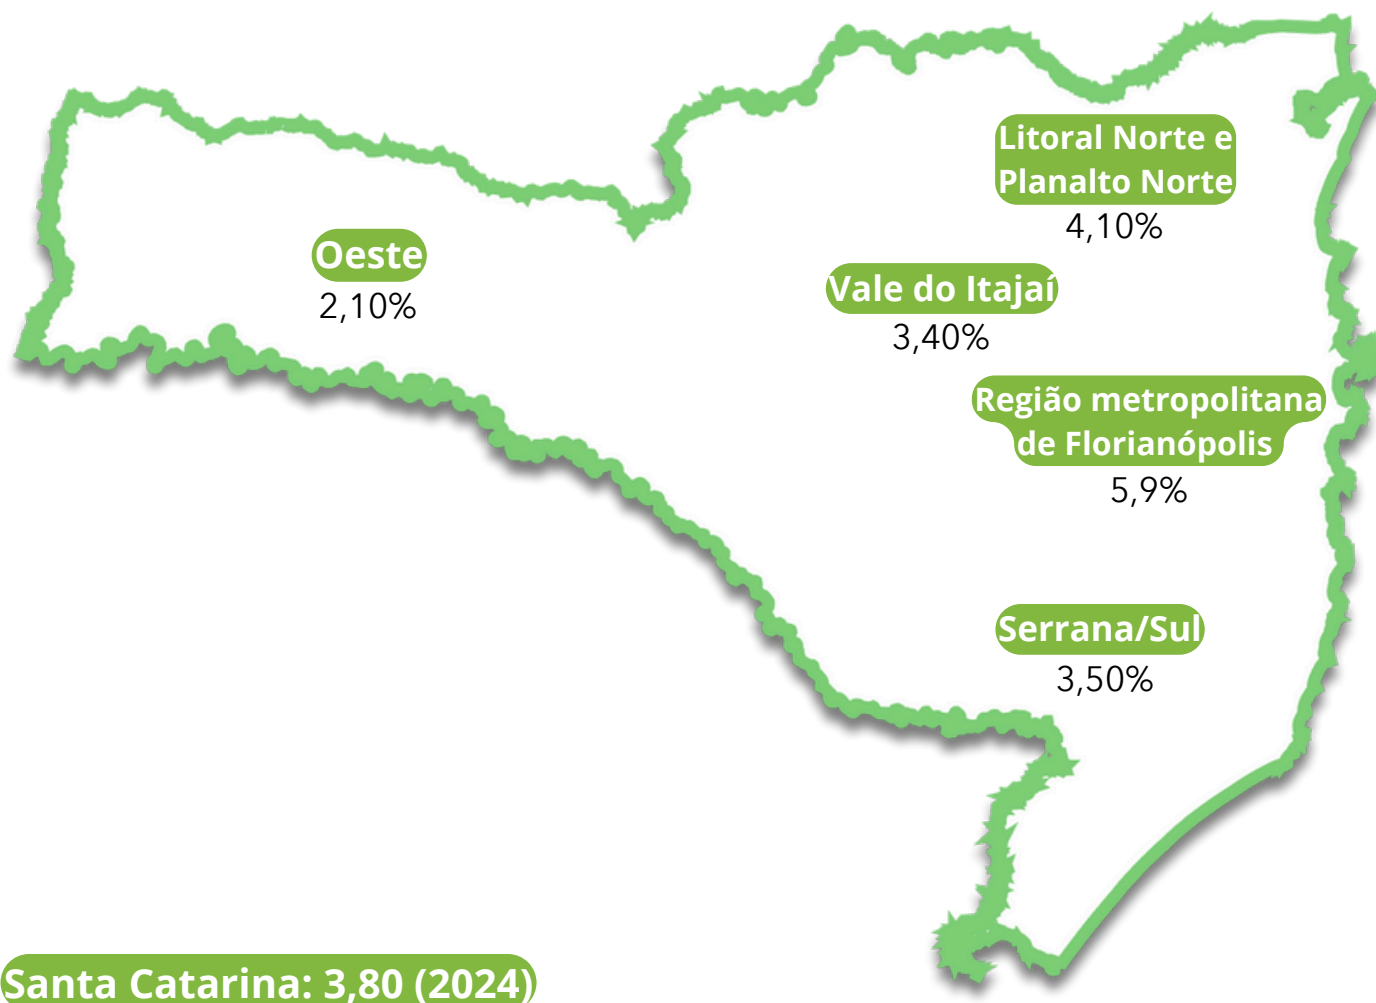 Litoral Norte e
Planalto Norte
4,10%
Oeste
2,10%
Vale do Itajaí
3,40%
Região metropolitana
de Florianópolis
5,9%
Serrana/Sul
3,50%
Santa Catarina: 3,80 (2024)